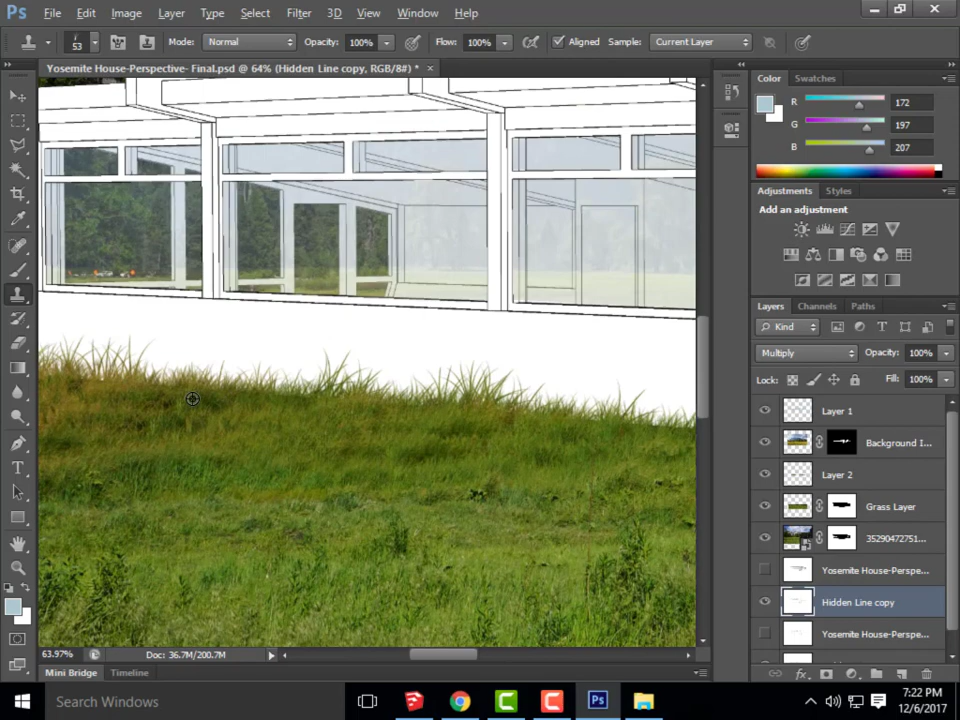 Ps File Edit Image Layer Type Select Filter 3D View Window Help
53 Mode: Normal Opacity: 100% Flow: 100% Aligned Sample: Current Layer
Yosemite House-Perspective- Final.psd @ 64% (Hidden Line copy, RGB/8#) * ×
Color Swatches
R 172
G 197
B 207
Adjustments Styles
Add an adjustment
Layers Channels Paths
Kind
Multiply Opacity: 100%
Lock: Fill: 100%
Layer 1
Background I...
Layer 2
Grass Layer
35290472751...
Yosemite House-Perspe...
Hidden Line copy
Yosemite House-Perspe...
63.97% Doc: 36.7M/200.7M
Mini Bridge Timeline
Search Windows
Ps
7:22 PM
12/6/2017